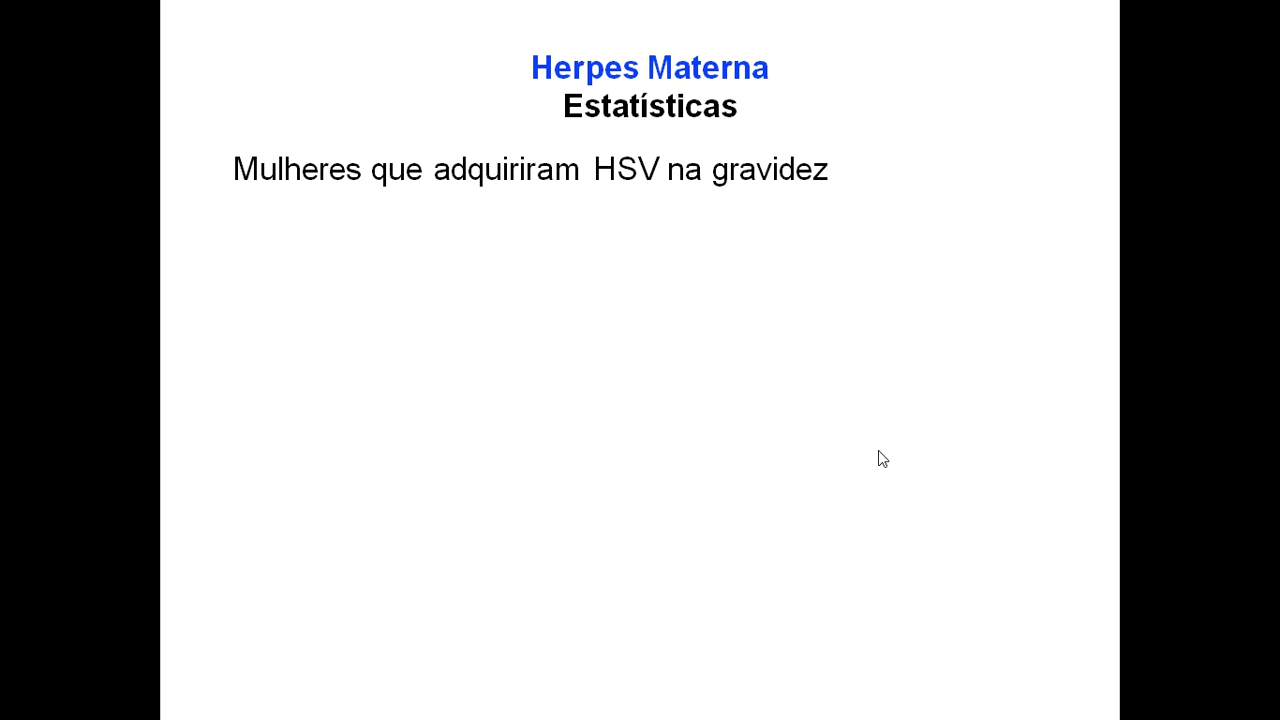 Herpes Materna
Estatísticas
Mulheres que adquiriram HSV na gravidez